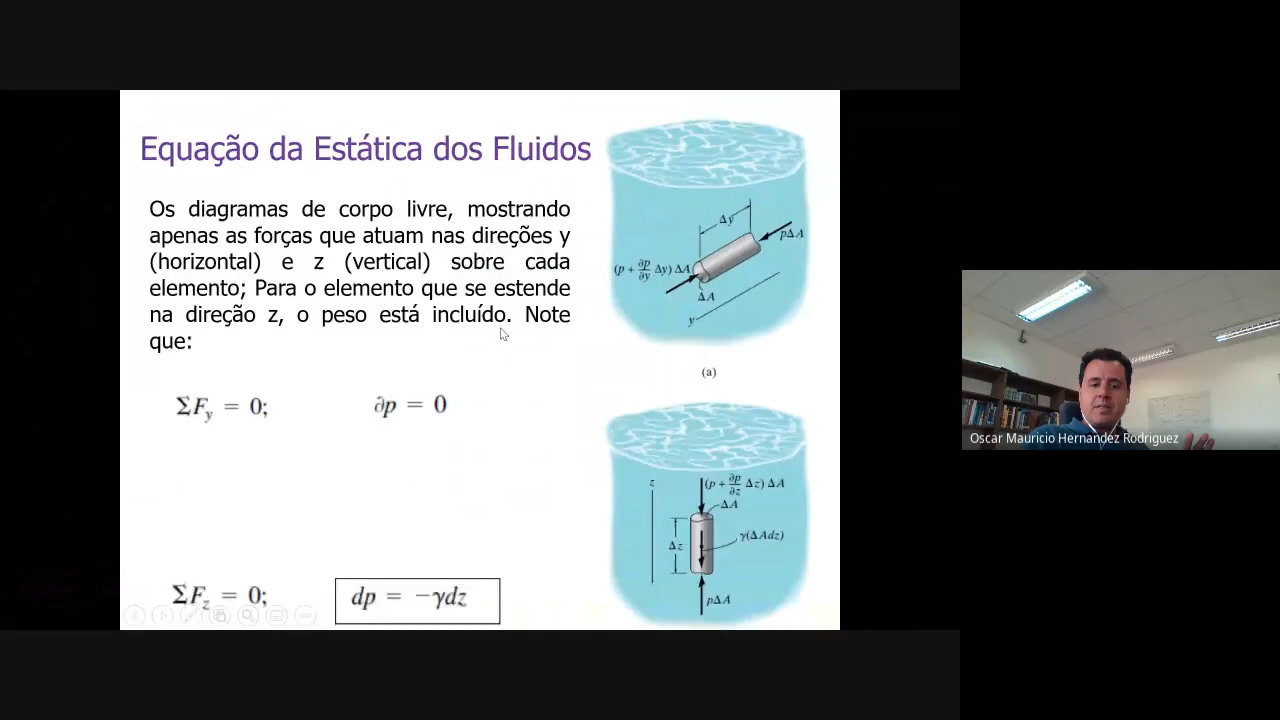 Equação da Estática dos Fluidos
Os diagramas de corpo livre, mostrando
apenas as forças que atuam nas direções y
(horizontal) e z (vertical) sobre cada
elemento; Para o elemento que se estende
na direção z, o peso está incluído. Note
que:
ΣF_y = 0; ∂p = 0
ΣF_z = 0; dp = −γdz
Δy
pΔA
(p + ∂p/∂y Δy) ΔA
ΔA
y
(a)
z
(p + ∂p/∂z Δz) ΔA
ΔA
Δz
γ(ΔAdz)
pΔA
Oscar Mauricio Hernandez Rodriguez